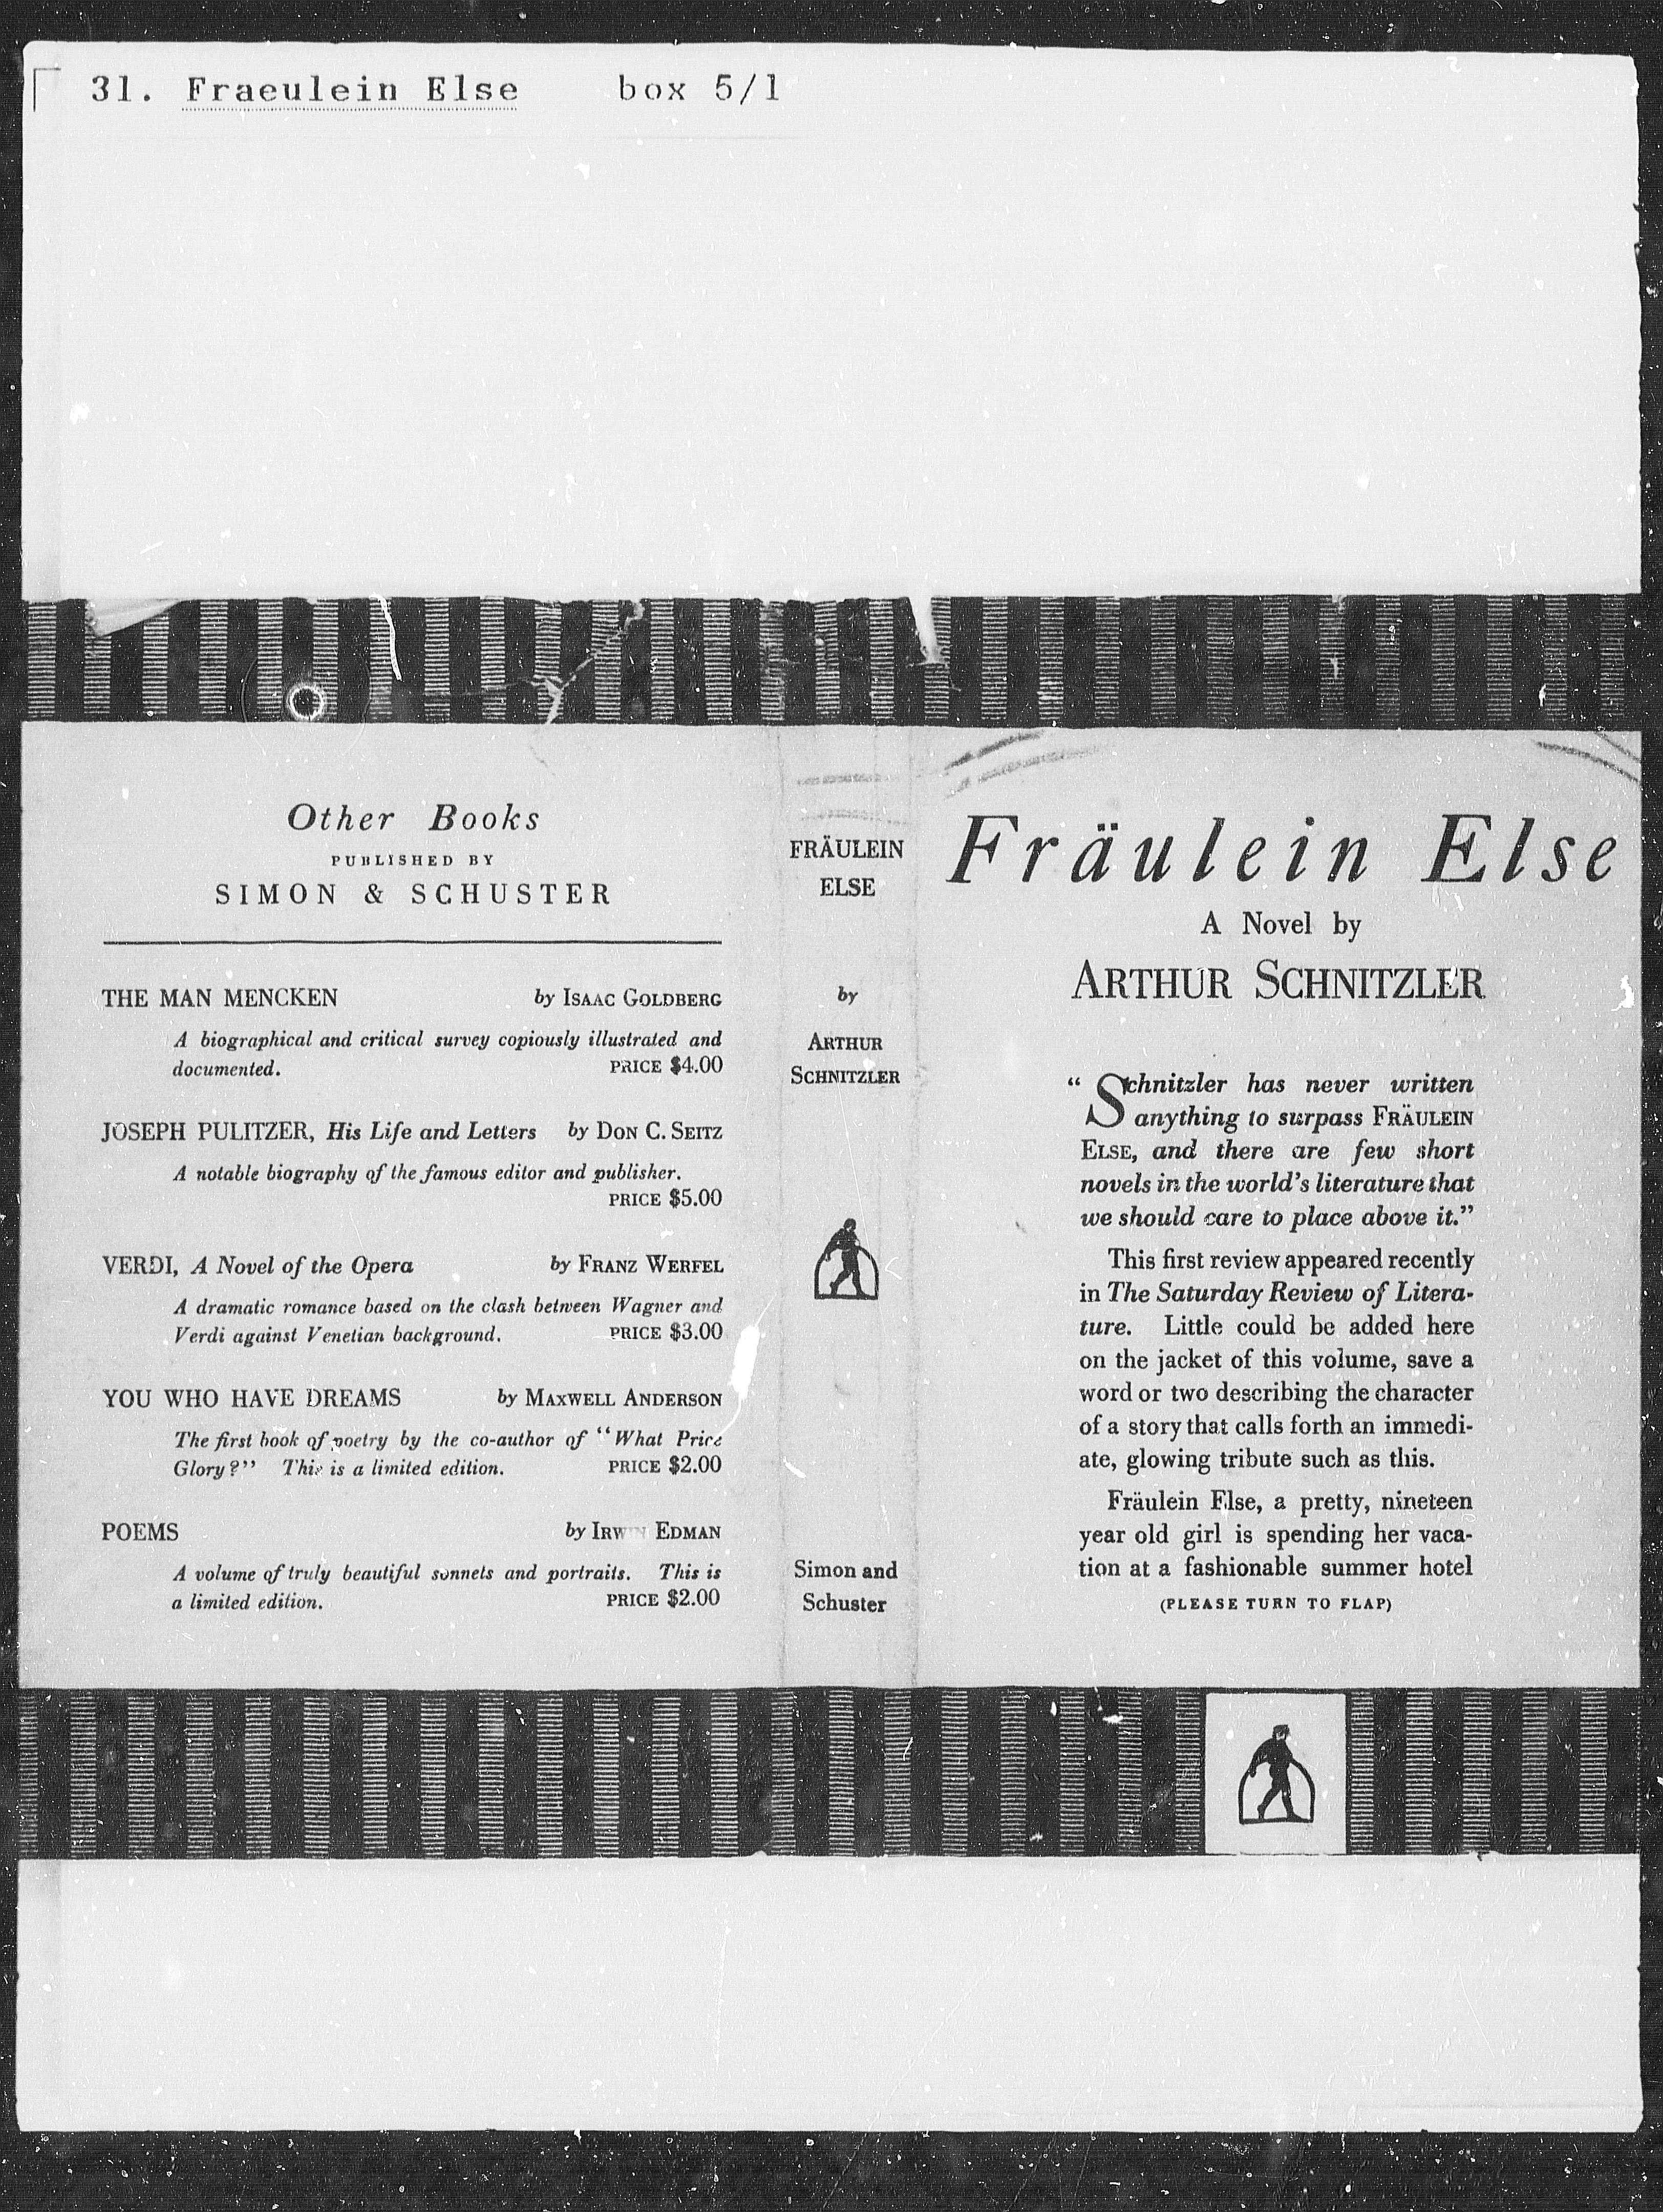 31. Fraeulein Else box 5/1
Other Books
PUBLISHED BY
SIMON & SCHUSTER
THE MAN MENCKEN by ISAAC GOLDBERG
A biographical and critical survey copiously illustrated and
documented. PRICE $4.00
JOSEPH PULITZER, His Life and Letters by DON C. SEITZ
A notable biography of the famous editor and publisher.
PRICE $5.00
VERDI, A Novel of the Opera by FRANZ WERFEL
A dramatic romance based on the clash between Wagner and
Verdi against Venetian background. PRICE $3.00
YOU WHO HAVE DREAMS by MAXWELL ANDERSON
The first book of poetry by the co-author of "What Price
Glory?" This is a limited edition. PRICE $2.00
POEMS by IRWIN EDMAN
A volume of truly beautiful sonnets and portraits. This is
a limited edition. PRICE $2.00
FRÄULEIN
ELSE
by
ARTHUR
SCHNITZLER
Simon and
Schuster
Fräulein Else
A Novel by
ARTHUR SCHNITZLER
"Schnitzler has never written
anything to surpass FRÄULEIN
ELSE, and there are few short
novels in the world's literature that
we should care to place above it."
This first review appeared recently
in The Saturday Review of Litera-
ture. Little could be added here
on the jacket of this volume, save a
word or two describing the character
of a story that calls forth an immedi-
ate, glowing tribute such as this.
Fräulein Else, a pretty, nineteen
year old girl is spending her vaca-
tion at a fashionable summer hotel
(PLEASE TURN TO FLAP)